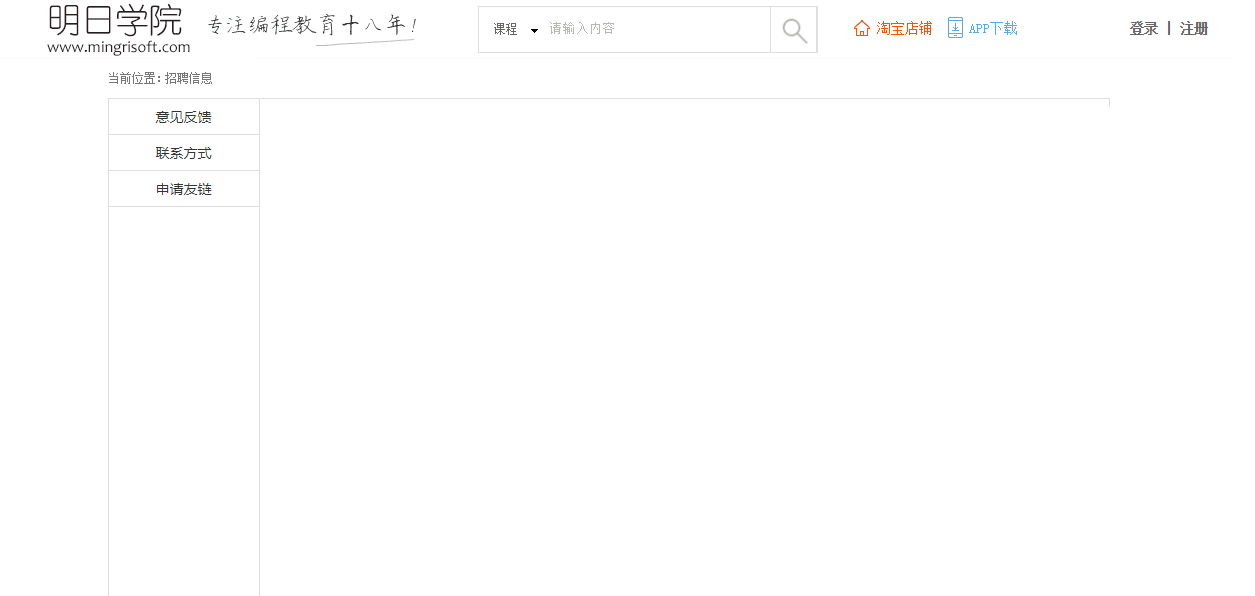 明日学院
www.mingrisoft.com
专注编程教育十八年！
课程
请输入内容
淘宝店铺
APP下载
登录 | 注册
当前位置：招聘信息
意见反馈
联系方式
申请友链